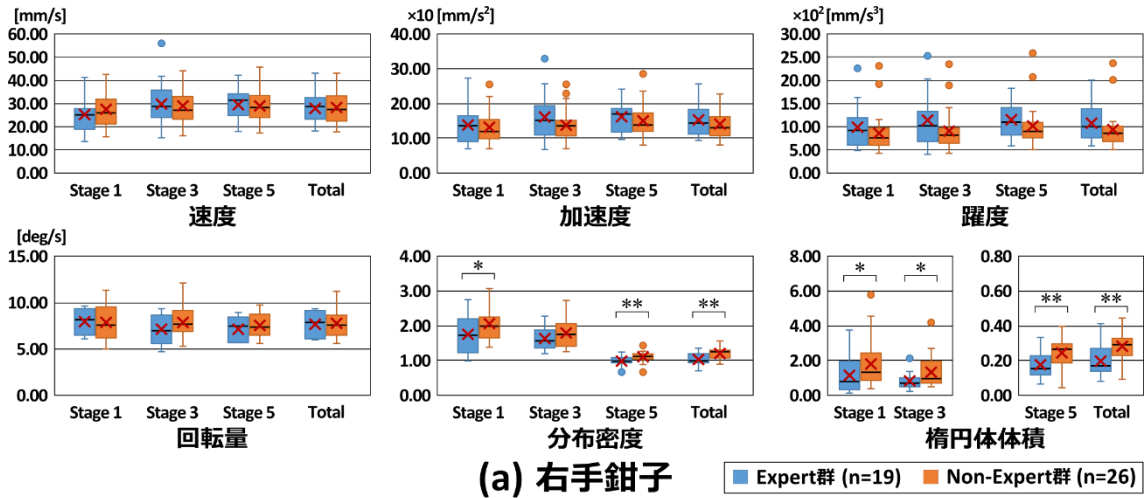 [mm/s]
60.00
50.00
40.00
30.00
20.00
10.00
0.00
Stage 1 Stage 3 Stage 5 Total
速度
×10 [mm/s²]
40.00
30.00
20.00
10.00
0.00
Stage 1 Stage 3 Stage 5 Total
加速度
×10² [mm/s³]
30.00
25.00
20.00
15.00
10.00
5.00
0.00
Stage 1 Stage 3 Stage 5 Total
躍度
[deg/s]
15.00
10.00
5.00
0.00
Stage 1 Stage 3 Stage 5 Total
回転量
4.00
3.00
2.00
1.00
0.00
* ** **
Stage 1 Stage 3 Stage 5 Total
分布密度
8.00
6.00
4.00
2.00
0.00
* *
Stage 1 Stage 3
0.80
0.60
0.40
0.20
0.00
** **
Stage 5 Total
楕円体体積
(a) 右手鉗子
Expert群 (n=19) Non-Expert群 (n=26)